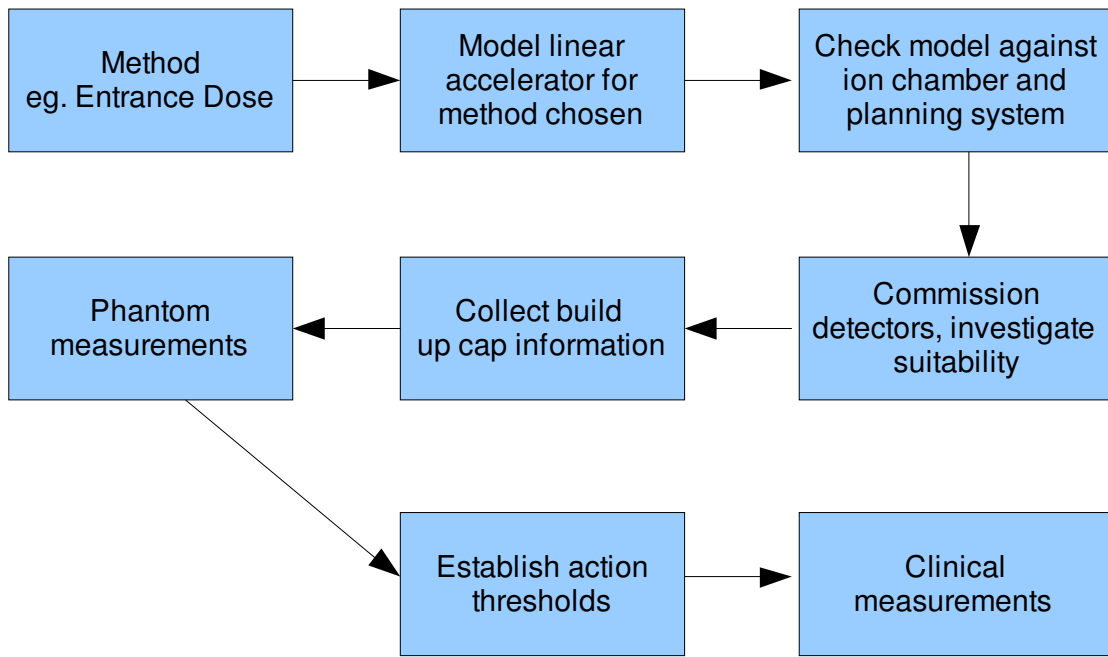 Method
eg. Entrance Dose
Model linear
accelerator for
method chosen
Check model against
ion chamber and
planning system
Commission
detectors, investigate
suitability
Collect build
up cap information
Phantom
measurements
Establish action
thresholds
Clinical
measurements